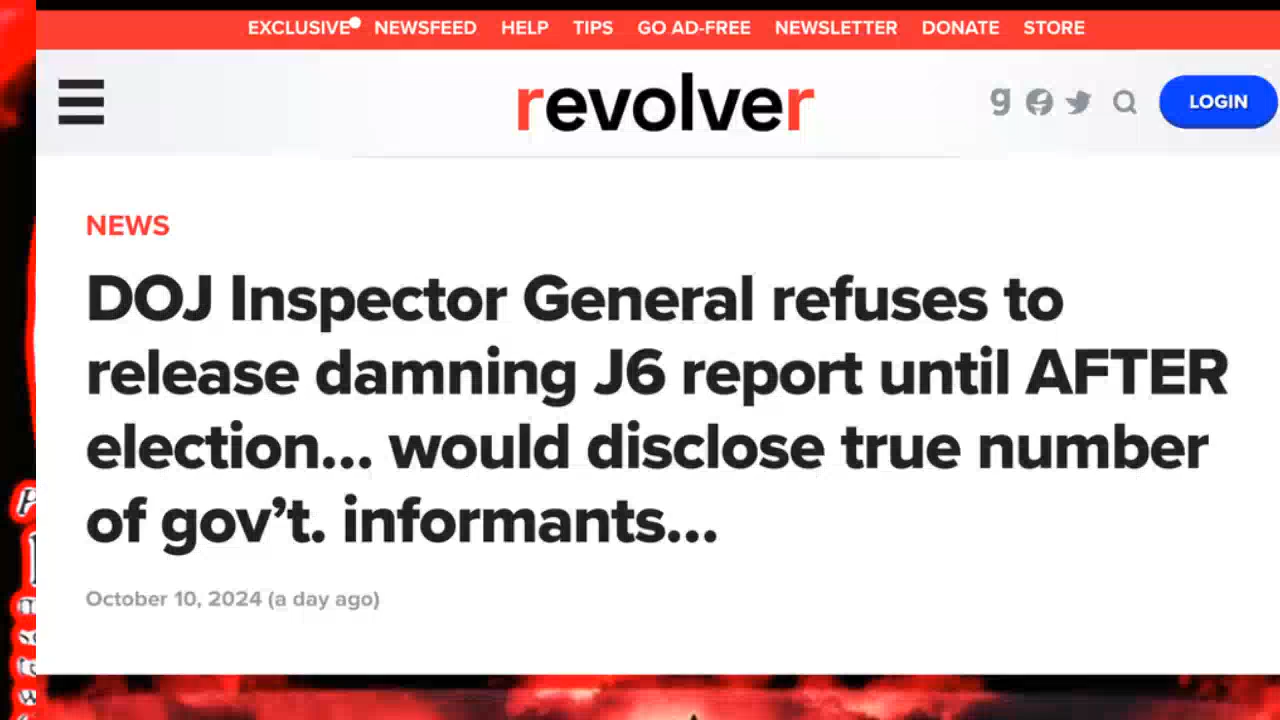 EXCLUSIVE NEWSFEED HELP TIPS GO AD-FREE NEWSLETTER DONATE STORE
revolver
LOGIN
NEWS
DOJ Inspector General refuses to
release damning J6 report until AFTER
election... would disclose true number
of gov't. informants...
October 10, 2024 (a day ago)